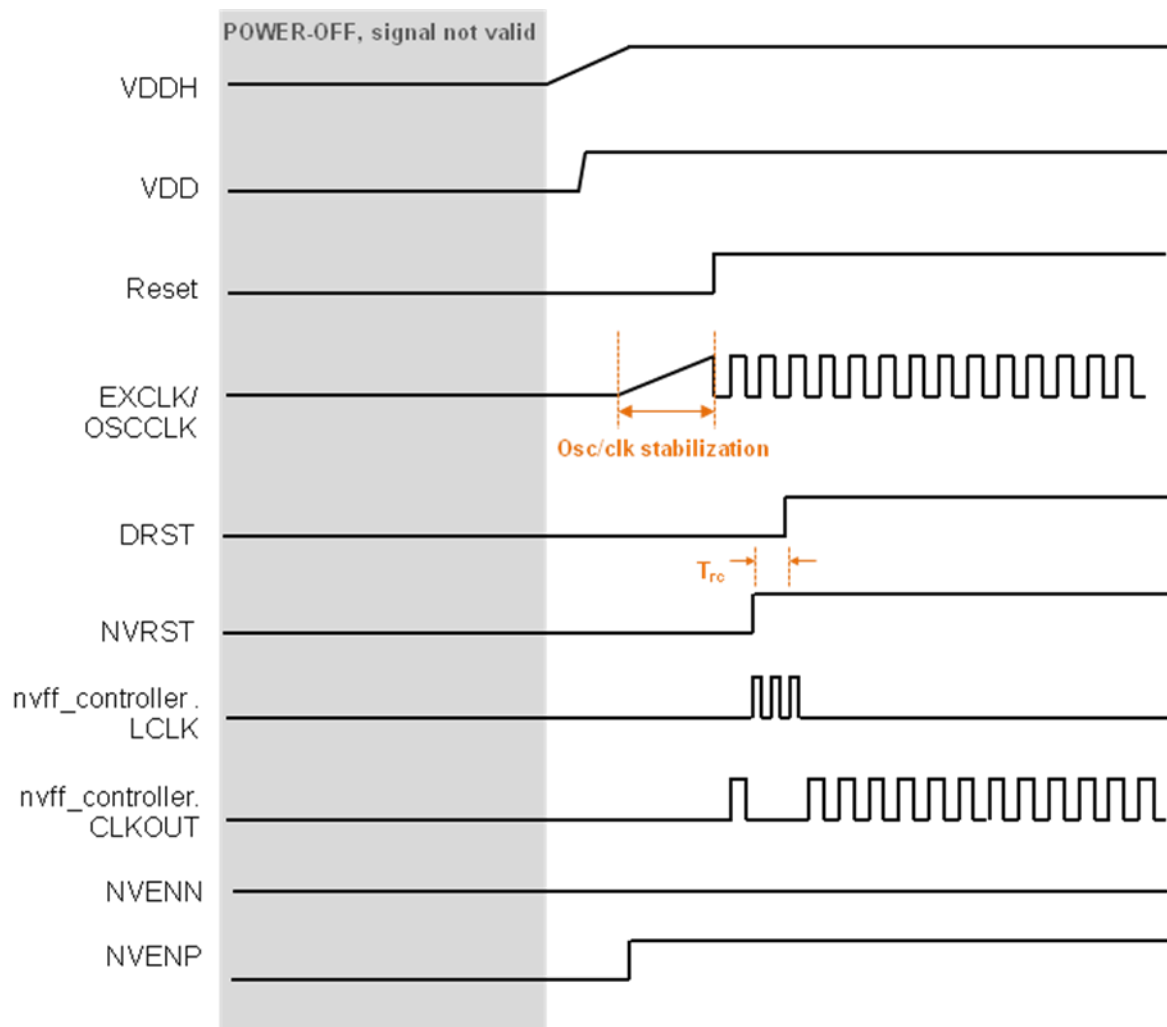 POWER-OFF, signal not valid
VDDH
VDD
Reset
EXCLK/
OSCCLK
Osc/clk stabilization
DRST
Trc
NVRST
nvff_controller .
LCLK
nvff_controller.
CLKOUT
NVENN
NVENP